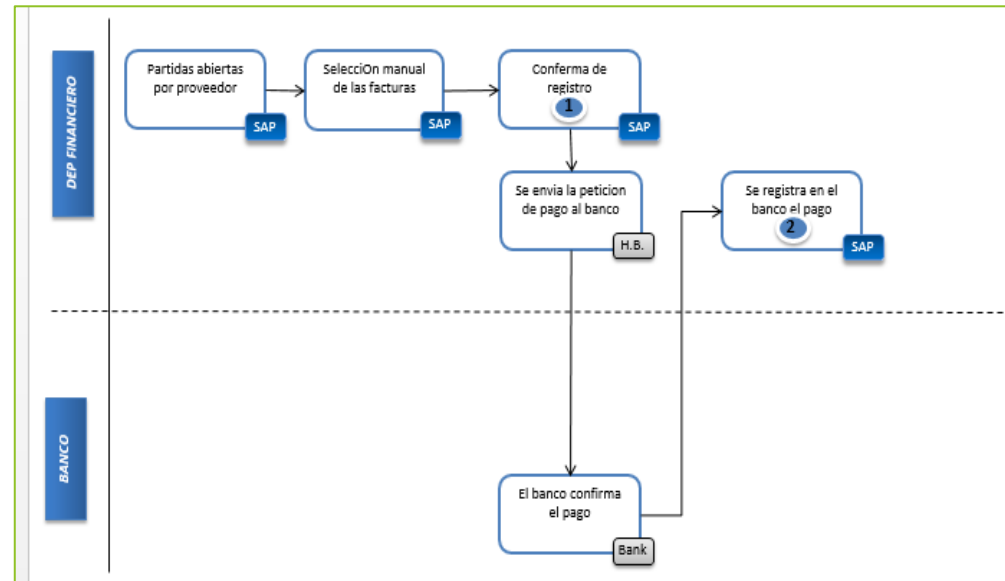 DEP FINANCIERO
Partidas abiertas
por proveedor
SAP
SelecciOn manual
de las facturas
SAP
Conferma de
registro
1
SAP
Se envia la peticion
de pago al banco
H.B.
Se registra en el
banco el pago
2
SAP
BANCO
El banco confirma
el pago
Bank